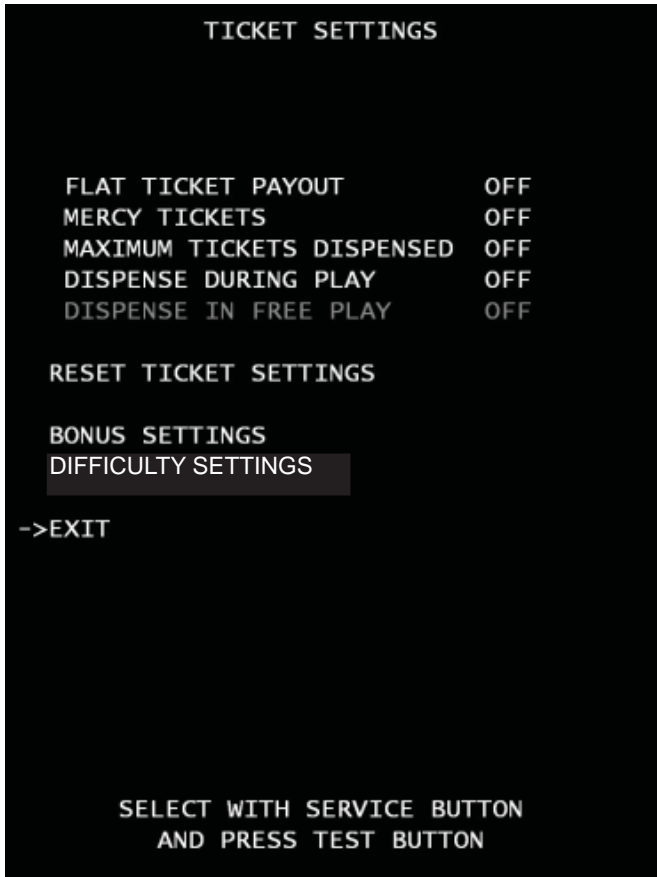 TICKET SETTINGS
FLAT TICKET PAYOUT OFF
MERCY TICKETS OFF
MAXIMUM TICKETS DISPENSED OFF
DISPENSE DURING PLAY OFF
DISPENSE IN FREE PLAY OFF
RESET TICKET SETTINGS
BONUS SETTINGS
DIFFICULTY SETTINGS
->EXIT
SELECT WITH SERVICE BUTTON
AND PRESS TEST BUTTON